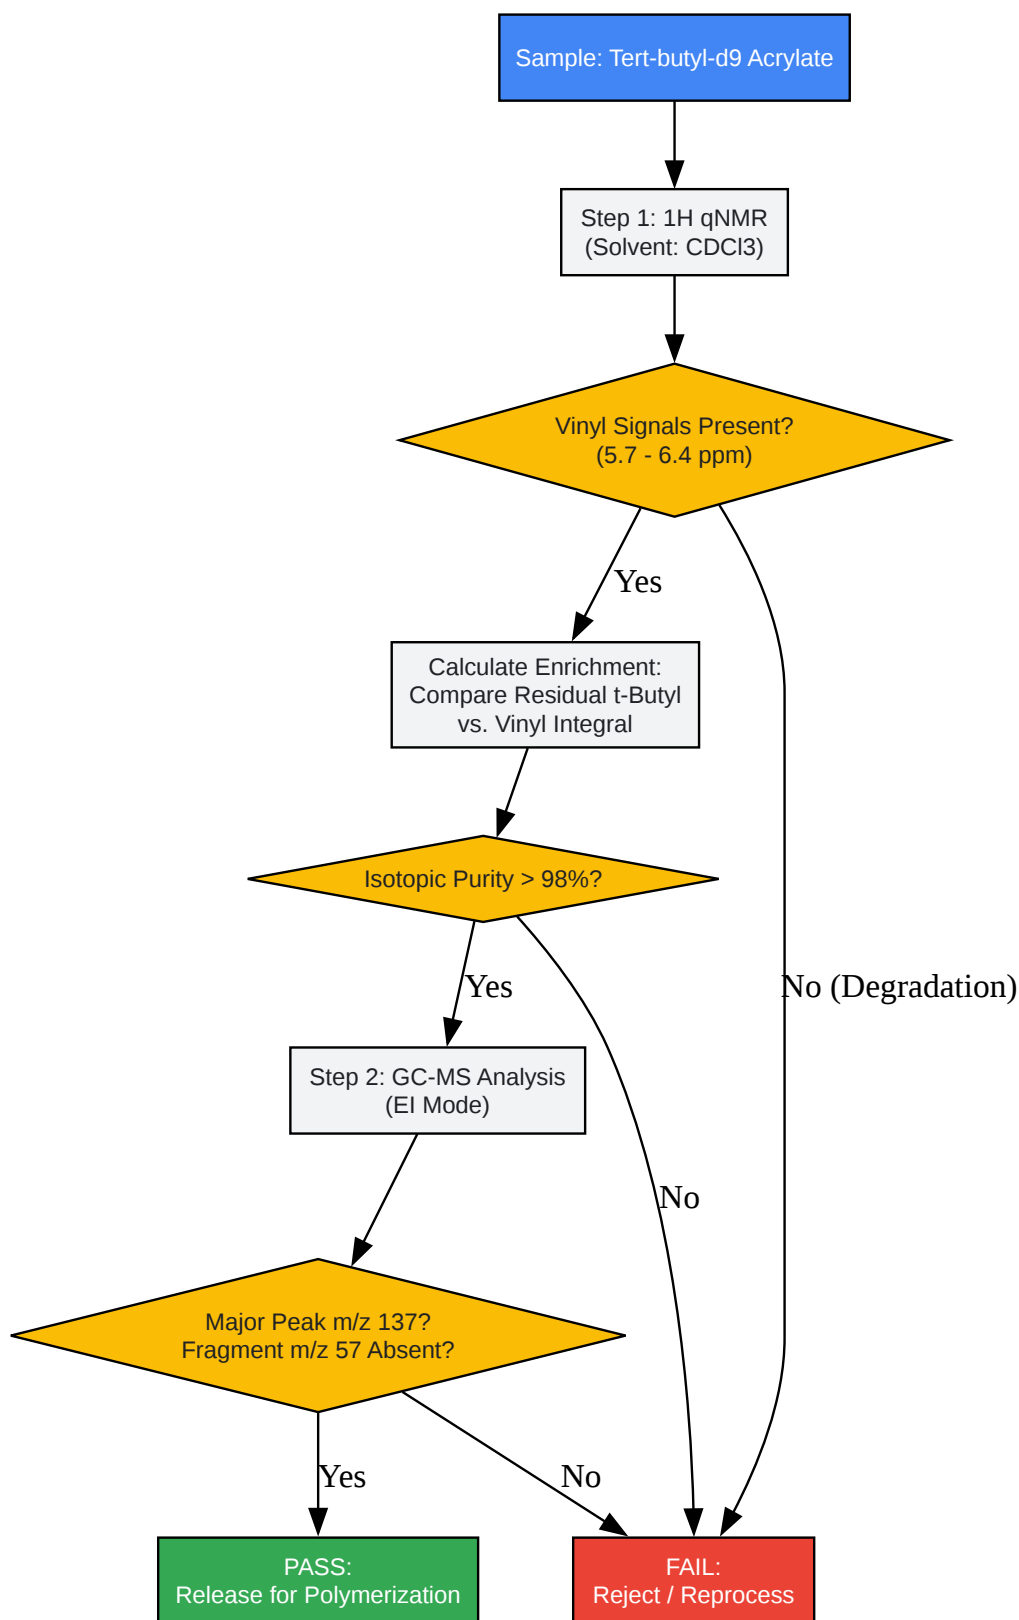 Sample: Tert-butyl-d9 Acrylate
Step 1: 1H qNMR
(Solvent: CDCl3)
Vinyl Signals Present?
(5.7 - 6.4 ppm)
Yes
Calculate Enrichment:
Compare Residual t-Butyl
vs. Vinyl Integral
Isotopic Purity > 98%?
No (Degradation)
Yes
Step 2: GC-MS Analysis
(EI Mode)
No
Major Peak m/z 137?
Fragment m/z 57 Absent?
Yes
No
PASS:
Release for Polymerization
FAIL:
Reject / Reprocess